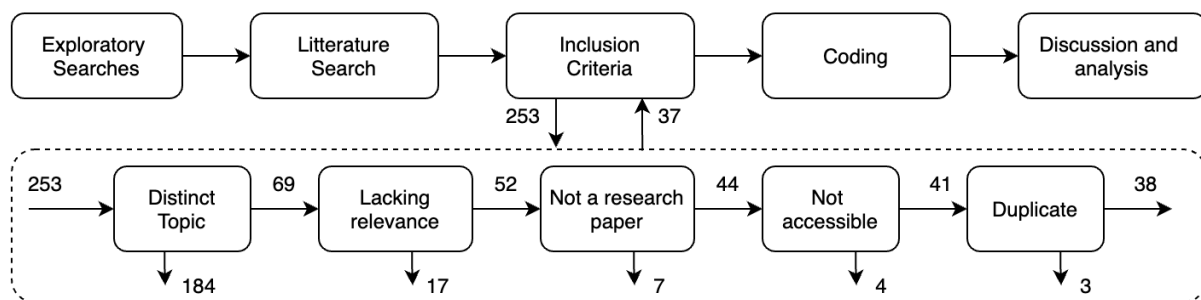 Exploratory
Searches
Litterature
Search
Inclusion
Criteria
Coding
Discussion and
analysis
253
37
253
Distinct
Topic
69
Lacking
relevance
52
Not a research
paper
44
Not
accessible
41
Duplicate
38
184
17
7
4
3